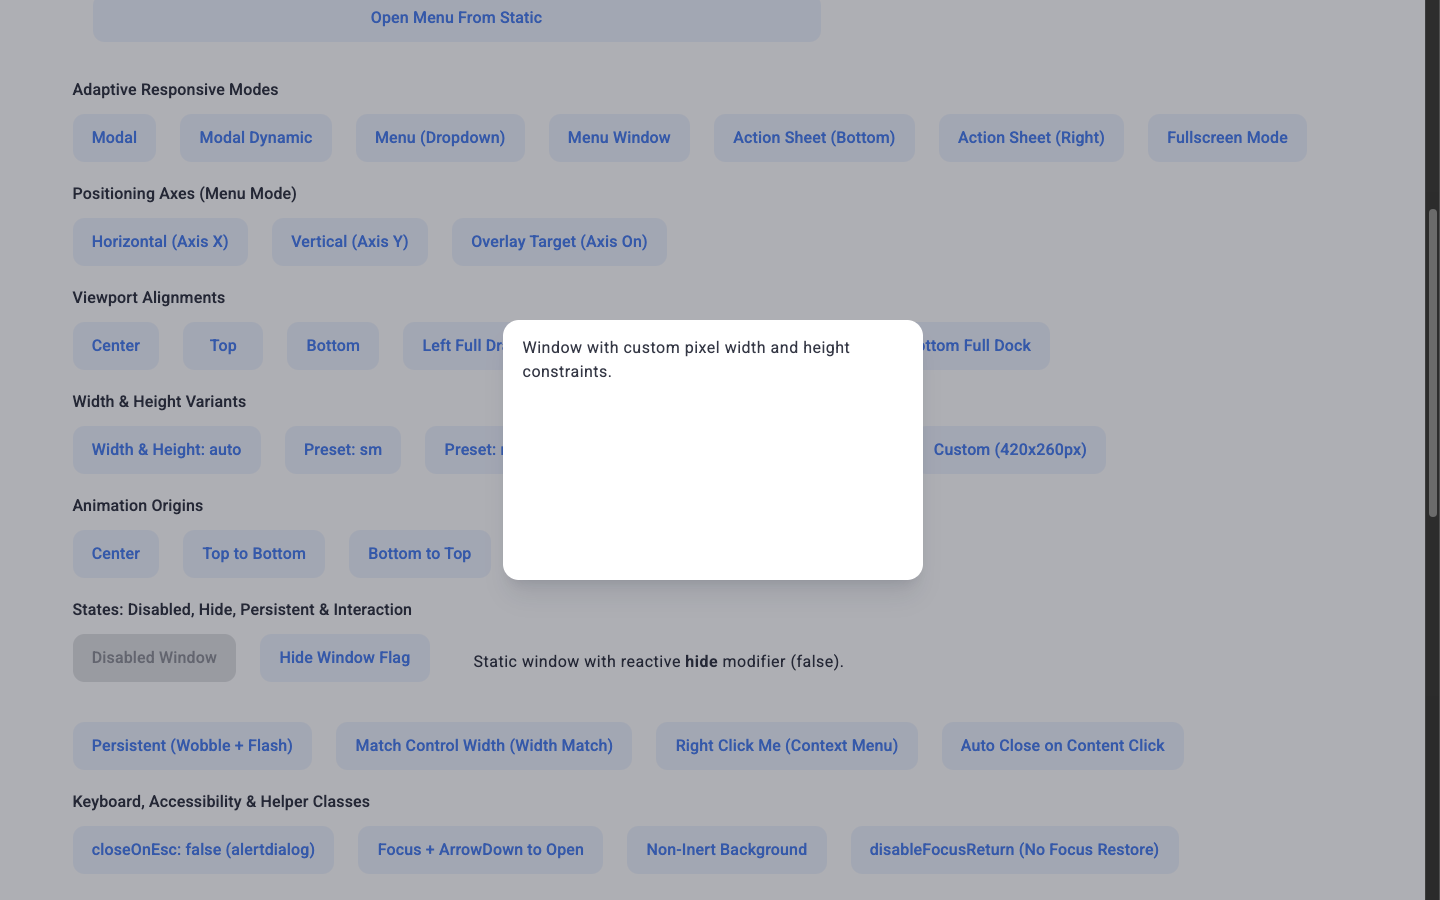 Open Menu From Static
Adaptive Responsive Modes
Modal
Modal Dynamic
Menu (Dropdown)
Menu Window
Action Sheet (Bottom)
Action Sheet (Right)
Fullscreen Mode
Positioning Axes (Menu Mode)
Horizontal (Axis X)
Vertical (Axis Y)
Overlay Target (Axis On)
Viewport Alignments
Center
Top
Bottom
Left Full
Full Dock
Window with custom pixel width and height
constraints.
Width & Height Variants
Width & Height: auto
Preset: sm
Preset:
Custom (420x260px)
Animation Origins
Center
Top to Bottom
Bottom to Top
States: Disabled, Hide, Persistent & Interaction
Disabled Window
Hide Window Flag
Static window with reactive hide modifier (false).
Persistent (Wobble + Flash)
Match Control Width (Width Match)
Right Click Me (Context Menu)
Auto Close on Content Click
Keyboard, Accessibility & Helper Classes
closeOnEsc: false (alertdialog)
Focus + ArrowDown to Open
Non-Inert Background
disableFocusReturn (No Focus Restore)